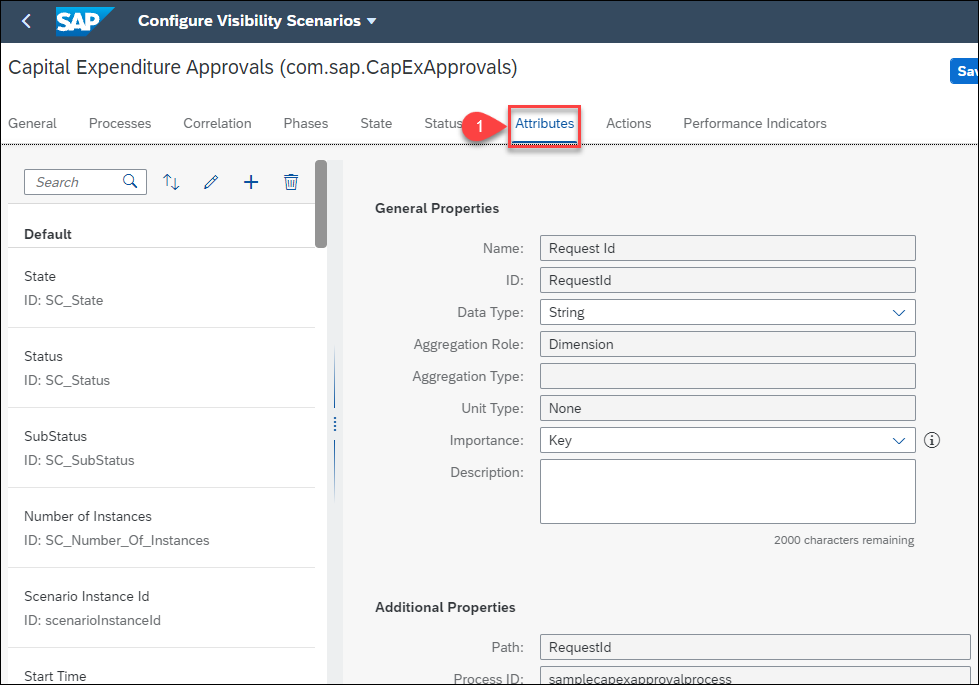 SAP Configure Visibility Scenarios
Capital Expenditure Approvals (com.sap.CapExApprovals)
Sav
General Processes Correlation Phases State Status 1 Attributes Actions Performance Indicators
Search
Default
State
ID: SC_State
Status
ID: SC_Status
SubStatus
ID: SC_SubStatus
Number of Instances
ID: SC_Number_Of_Instances
Scenario Instance Id
ID: scenarioInstanceId
Start Time
General Properties
Name: Request Id
ID: RequestId
Data Type: String
Aggregation Role: Dimension
Aggregation Type:
Unit Type: None
Importance: Key
Description:
2000 characters remaining
Additional Properties
Path: RequestId
Process ID: samplecapexapprovalprocess